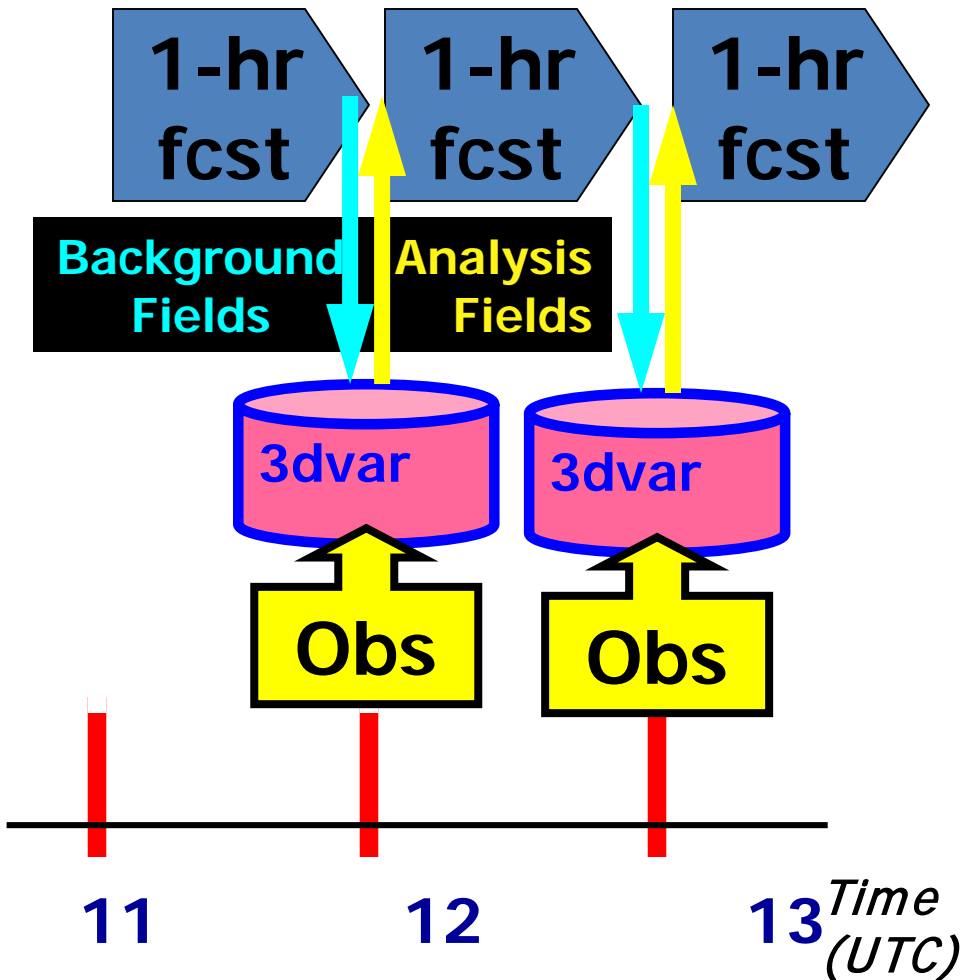 1-hr
fcst
1-hr
fcst
1-hr
fcst
Background
Fields
Analysis
Fields
3dvar
3dvar
Obs
Obs
11
12
13
Time
(UTC)